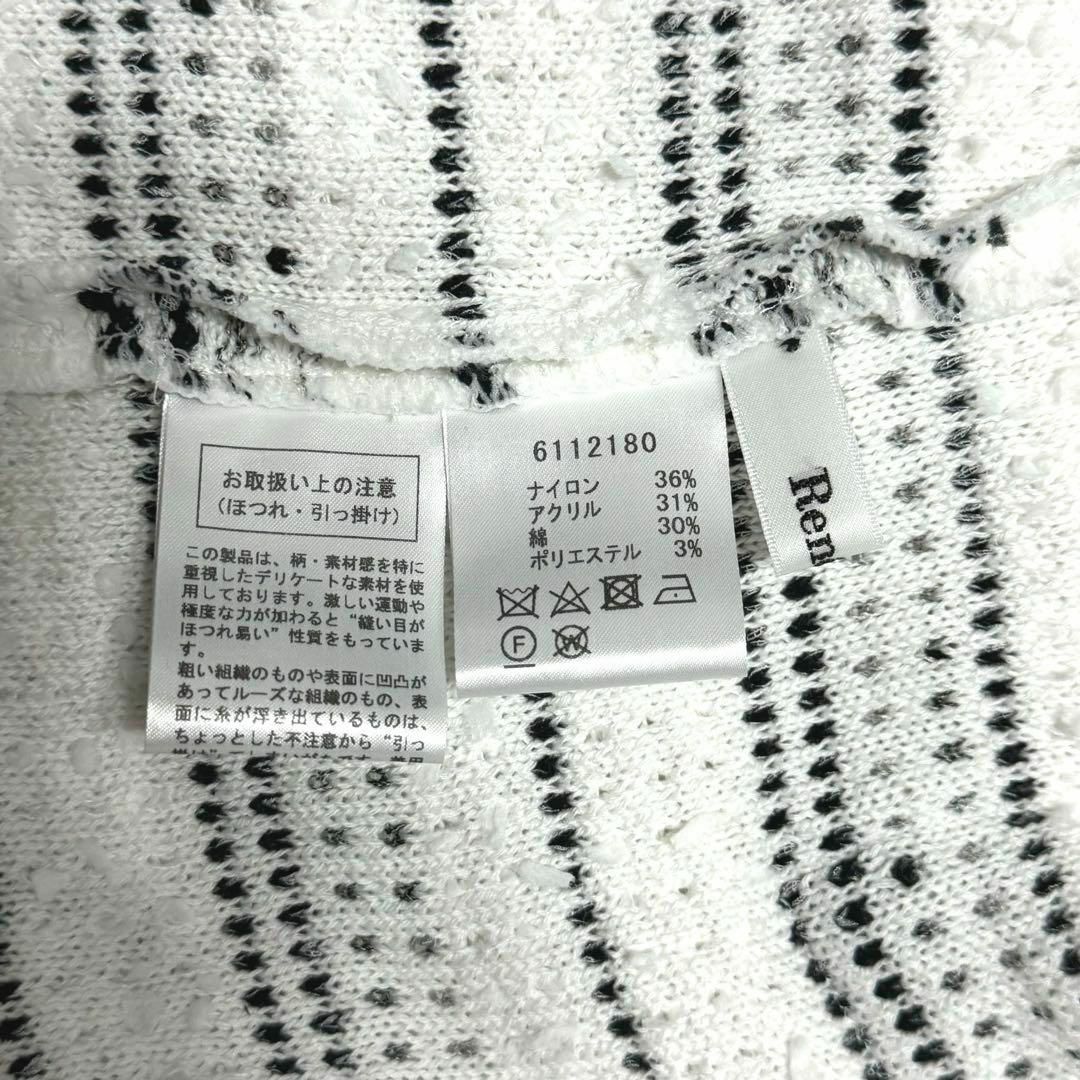 お取扱い上の注意
(ほつれ・引っ掛け)
この製品は、柄・素材感を特に
重視したデリケートな素材を使
用しております。激しい運動や
極度な力が加わると“縫い目が
ほつれ易い”性質をもっていま
す。
粗い組織のものや表面に凹凸が
あってルーズな組織のもの、表
面に糸が浮き出ているものは、
ちょっとした不注意から“引っ
6112180
ナイロン 36%
アクリル 31%
綿 30%
ポリエステル 3%
F
W
Ren